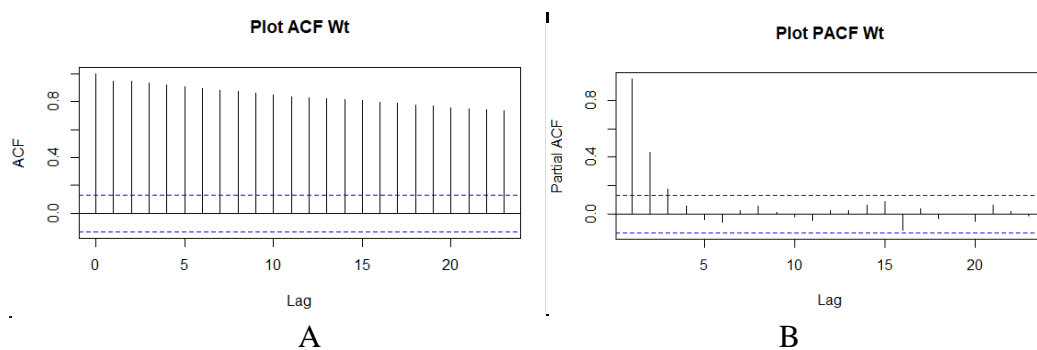 Plot ACF Wt
ACF
0.0 0.4 0.8
0 5 10 15 20
Lag
A
Plot PACF Wt
Partial ACF
0.0 0.4 0.8
5 10 15 20
Lag
B